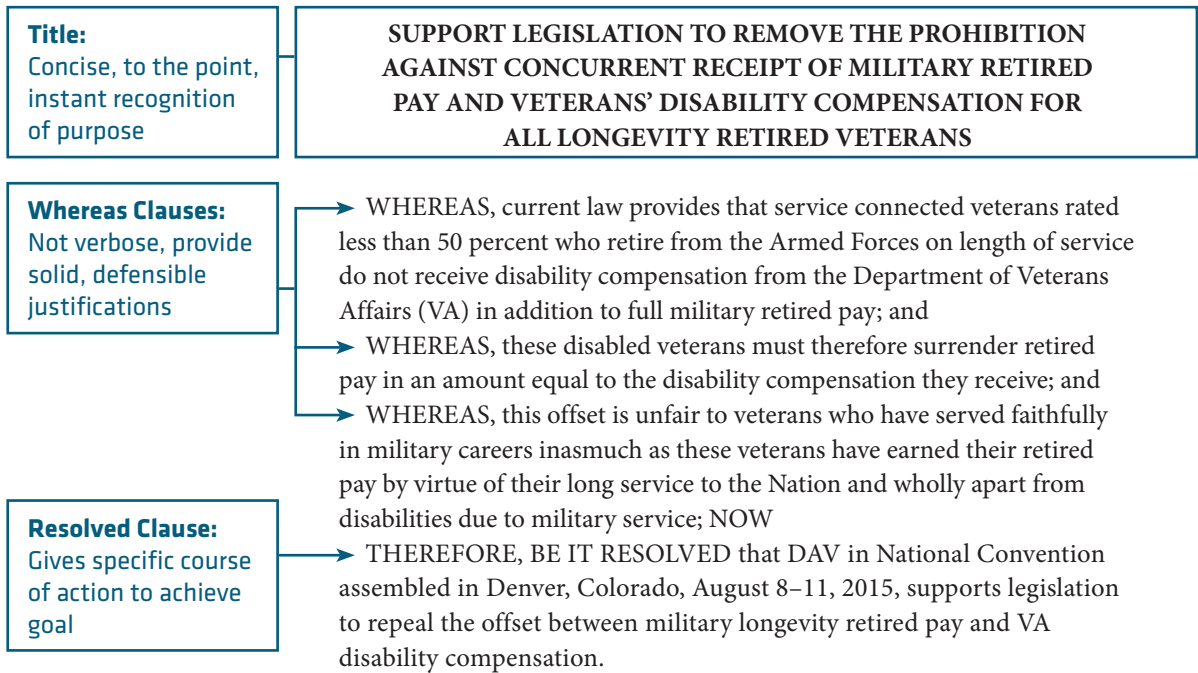 Title:
Concise, to the point,
instant recognition
of purpose
SUPPORT LEGISLATION TO REMOVE THE PROHIBITION
AGAINST CONCURRENT RECEIPT OF MILITARY RETIRED
PAY AND VETERANS’ DISABILITY COMPENSATION FOR
ALL LONGEVITY RETIRED VETERANS
Whereas Clauses:
Not verbose, provide
solid, defensible
justifications
WHEREAS, current law provides that service connected veterans rated
less than 50 percent who retire from the Armed Forces on length of service
do not receive disability compensation from the Department of Veterans
Affairs (VA) in addition to full military retired pay; and
WHEREAS, these disabled veterans must therefore surrender retired
pay in an amount equal to the disability compensation they receive; and
WHEREAS, this offset is unfair to veterans who have served faithfully
in military careers inasmuch as these veterans have earned their retired
pay by virtue of their long service to the Nation and wholly apart from
disabilities due to military service; NOW
Resolved Clause:
Gives specific course
of action to achieve
goal
THEREFORE, BE IT RESOLVED that DAV in National Convention
assembled in Denver, Colorado, August 8–11, 2015, supports legislation
to repeal the offset between military longevity retired pay and VA
disability compensation.